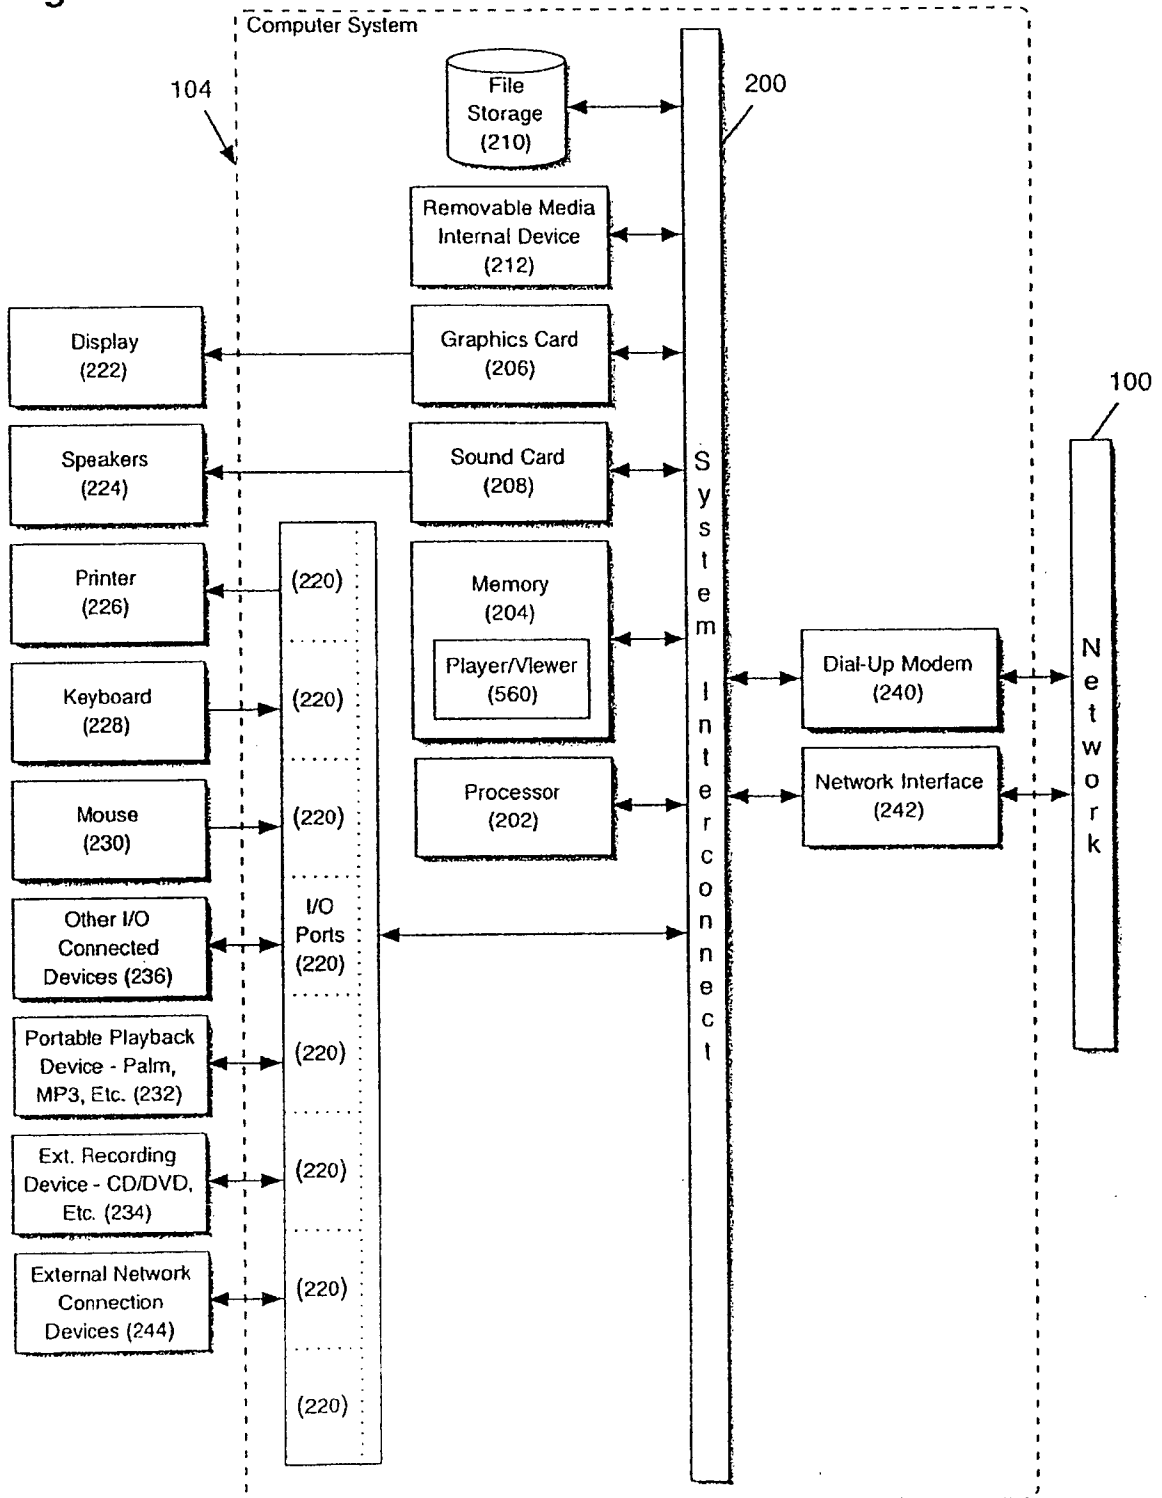 Computer System
104
200
File
Storage
(210)
Removable Media
Internal Device
(212)
Display
(222)
Graphics Card
(206)
100
Speakers
(224)
Sound Card
(208)
Printer
(226)
(220)
Memory
(204)
Player/Viewer
(560)
Keyboard
(228)
(220)
Dial-Up Modem
(240)
Mouse
(230)
(220)
Processor
(202)
Network Interface
(242)
System Interconnect
Network
Other I/O
Connected
Devices (236)
I/O
Ports
(220)
Portable Playback
Device - Palm,
MP3, Etc. (232)
(220)
Ext. Recording
Device - CD/DVD,
Etc. (234)
(220)
External Network
Connection
Devices (244)
(220)
(220)